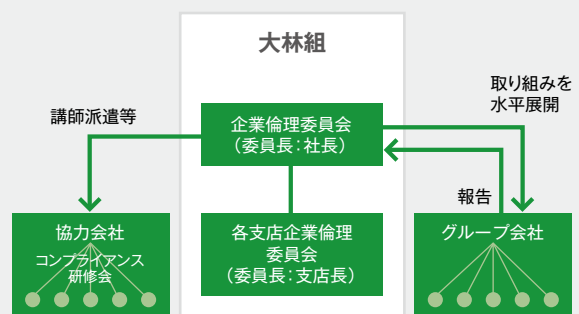 大林組
講師派遣等
企業倫理委員会
（委員長：社長）
取り組みを
水平展開
報告
協力会社
コンプライアンス
研修会
各支店企業倫理
委員会
（委員長：支店長）
グループ会社